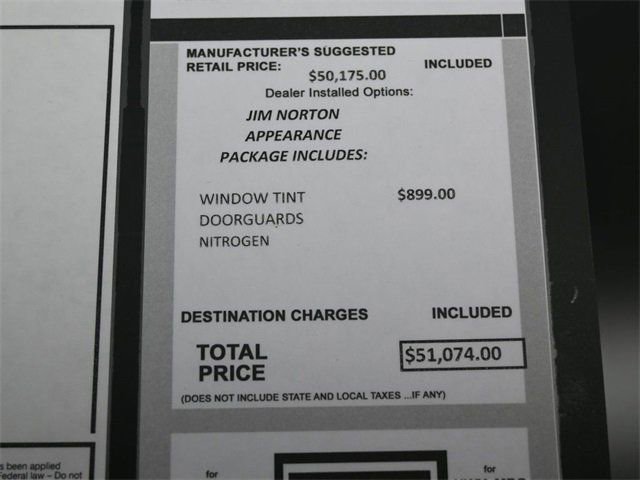 MANUFACTURER'S SUGGESTED
RETAIL PRICE: $50,175.00 INCLUDED
Dealer Installed Options:
JIM NORTON
APPEARANCE
PACKAGE INCLUDES:
WINDOW TINT $899.00
DOORGUARDS
NITROGEN
DESTINATION CHARGES INCLUDED
TOTAL
PRICE $51,074.00
(DOES NOT INCLUDE STATE AND LOCAL TAXES ...IF ANY)
s been applied
Federal law – Do not
for for